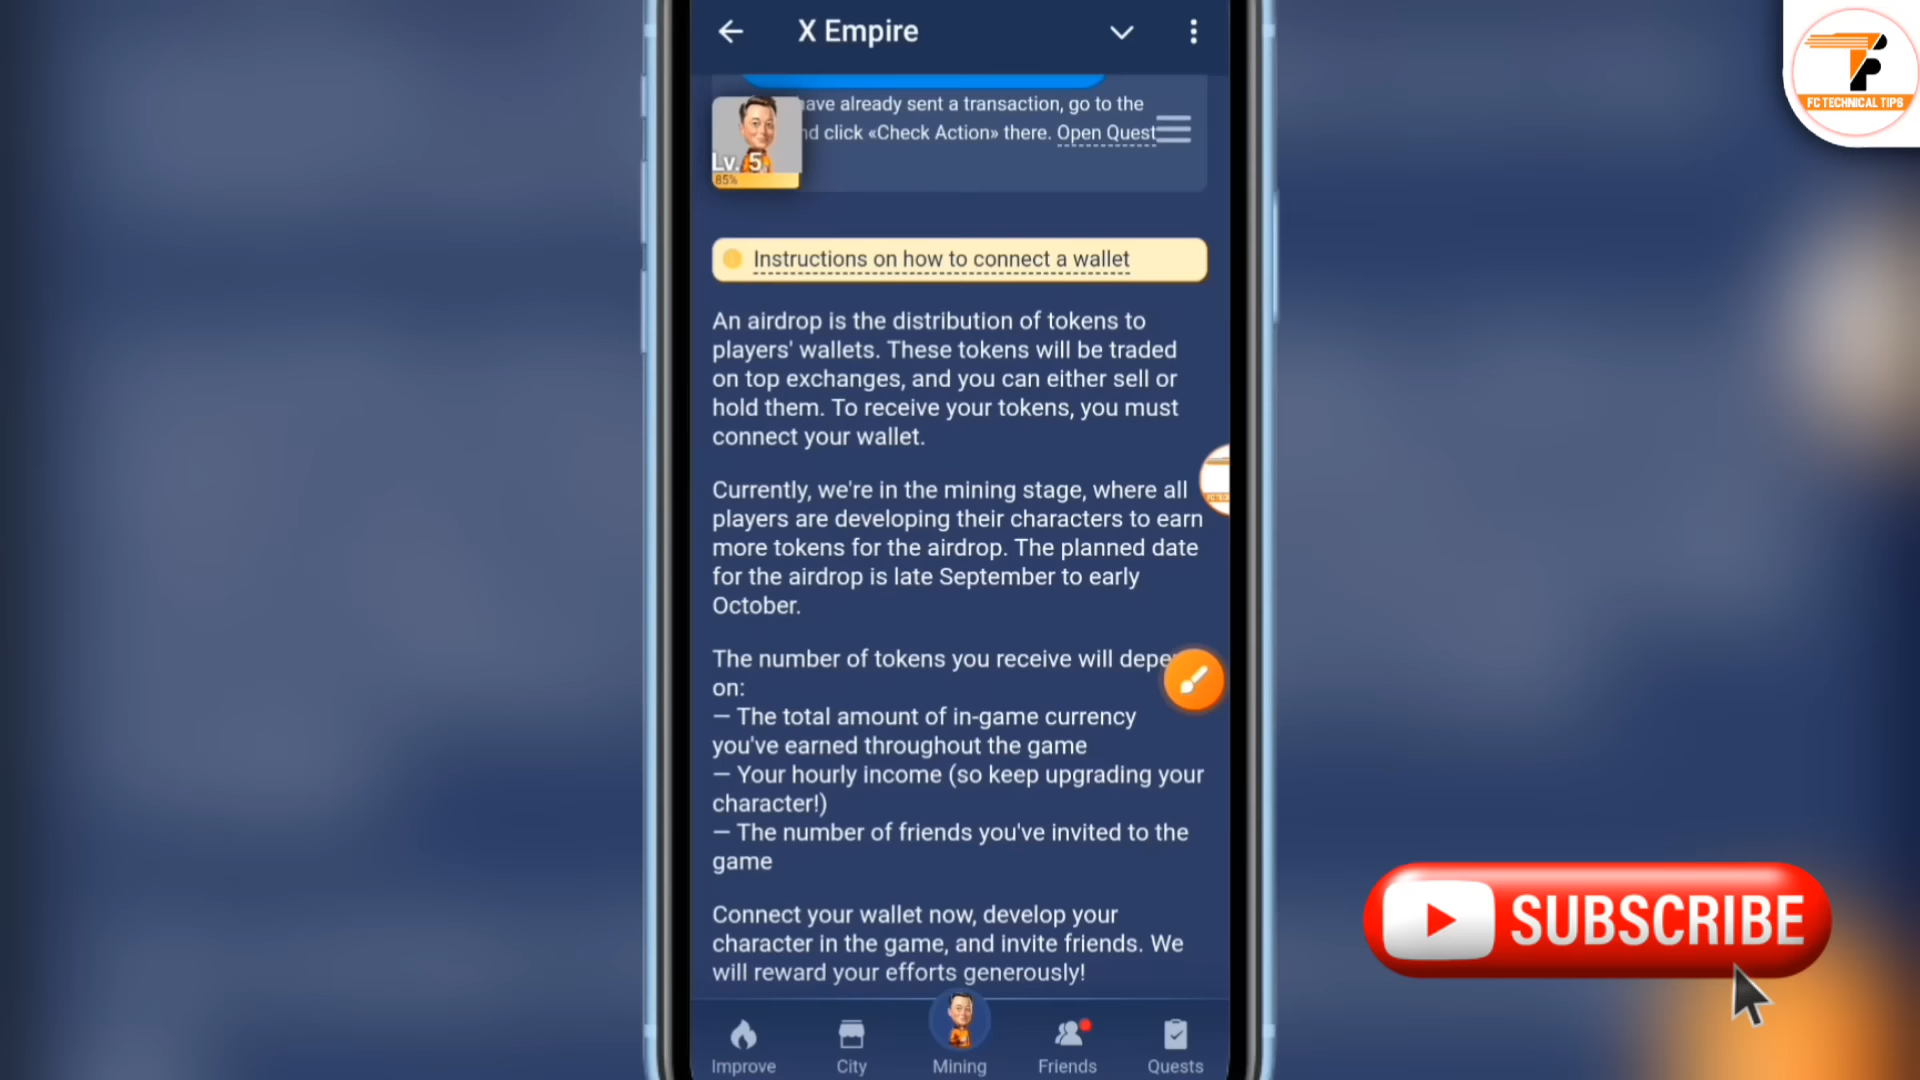 X Empire
FC TECHNICAL TIPS
ave already sent a transaction, go to the
nd click «Check Action» there. Open Quest
Lv. 5
85%
Instructions on how to connect a wallet
An airdrop is the distribution of tokens to
players' wallets. These tokens will be traded
on top exchanges, and you can either sell or
hold them. To receive your tokens, you must
connect your wallet.
Currently, we're in the mining stage, where all
players are developing their characters to earn
more tokens for the airdrop. The planned date
for the airdrop is late September to early
October.
The number of tokens you receive will depe
on:
— The total amount of in-game currency
you've earned throughout the game
— Your hourly income (so keep upgrading your
character!)
— The number of friends you've invited to the
game
Connect your wallet now, develop your
character in the game, and invite friends. We
will reward your efforts generously!
SUBSCRIBE
Improve
City
Mining
Friends
Quests